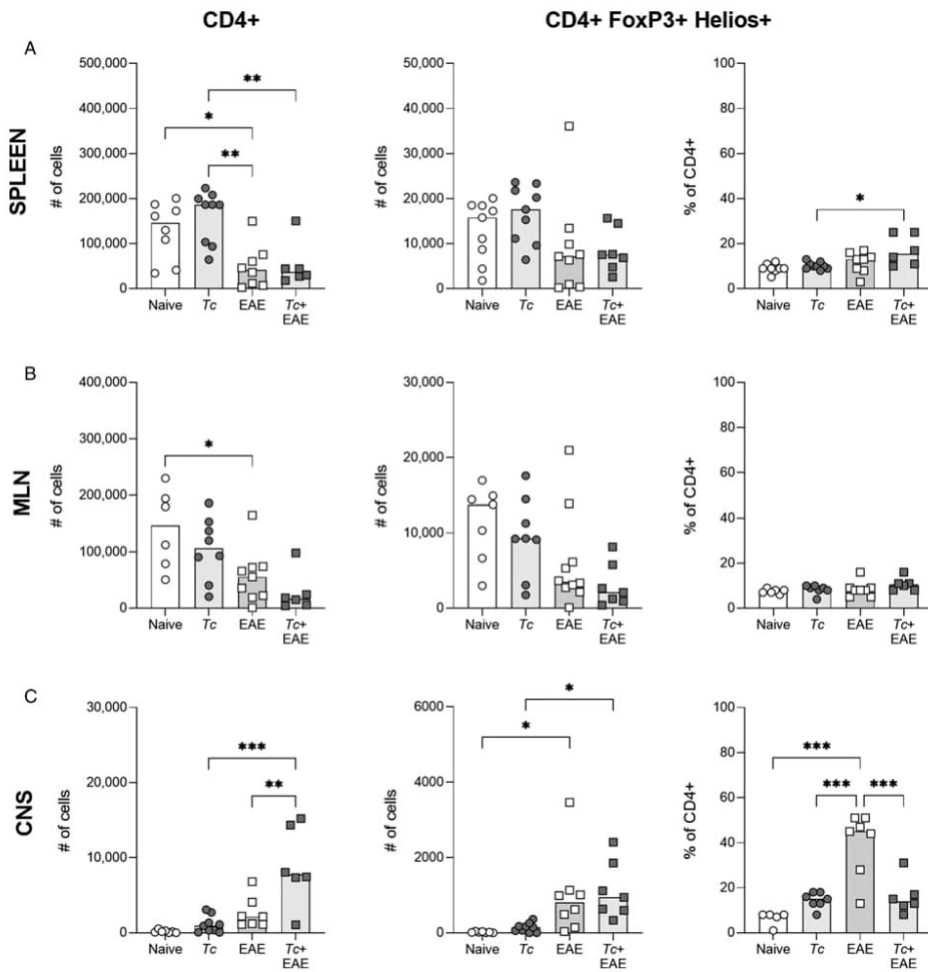 CD4+
CD4+ FoxP3+ Helios+
A
SPLEEN
# of cells
500,000
400,000
300,000
200,000
100,000
0
**
*
**
Naive
Tc
EAE
Tc+
EAE
# of cells
50,000
40,000
30,000
20,000
10,000
0
Naive
Tc
EAE
Tc+
EAE
% of CD4+
100
80
60
40
20
0
*
Naive
Tc
EAE
Tc+
EAE
B
MLN
# of cells
400,000
300,000
200,000
100,000
0
*
Naive
Tc
EAE
Tc+
EAE
# of cells
30,000
20,000
10,000
0
Naive
Tc
EAE
Tc+
EAE
% of CD4+
100
80
60
40
20
0
Naive
Tc
EAE
Tc+
EAE
C
CNS
# of cells
30,000
20,000
10,000
0
***
**
Naive
Tc
EAE
Tc+
EAE
# of cells
6000
4000
2000
0
*
*
Naive
Tc
EAE
Tc+
EAE
% of CD4+
100
80
60
40
20
0
***
***
***
Naive
Tc
EAE
Tc+
EAE